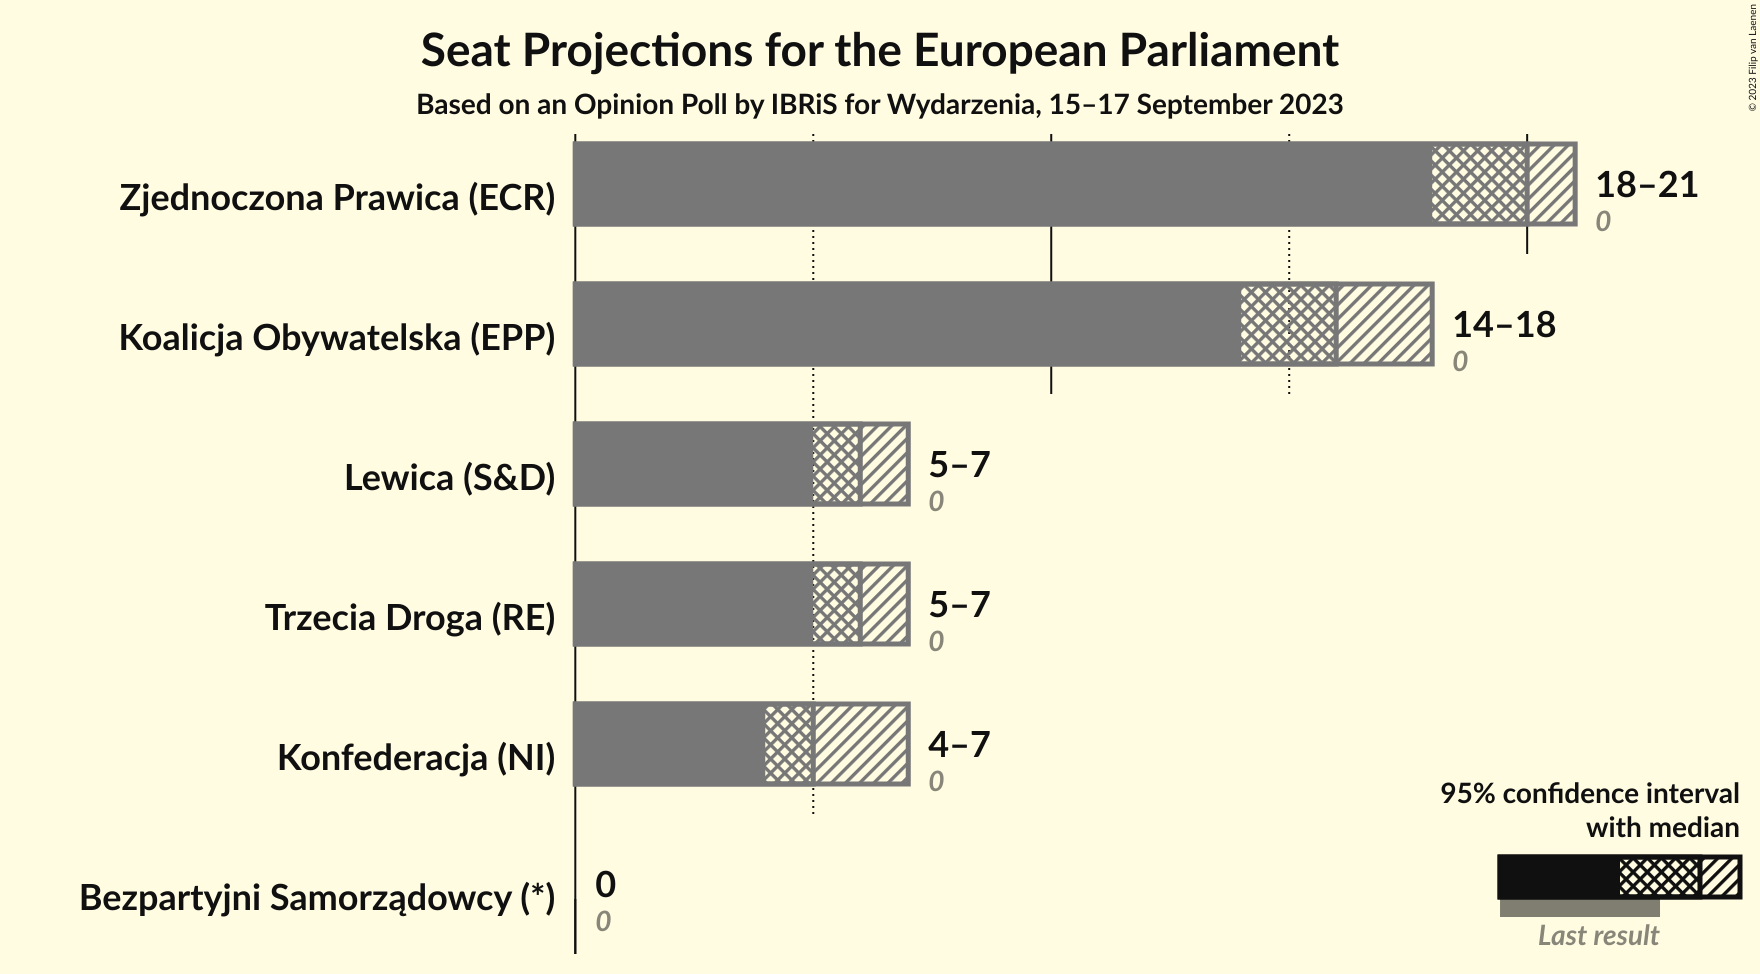 Seat Projections for the European Parliament
Based on an Opinion Poll by IBRiS for Wydarzenia, 15–17 September 2023
© 2023 Filip van Laenen
Zjednoczona Prawica (ECR)
18–21
0
Koalicja Obywatelska (EPP)
14–18
0
Lewica (S&D)
5–7
0
Trzecia Droga (RE)
5–7
0
Konfederacja (NI)
4–7
0
Bezpartyjni Samorządowcy (*)
0
0
95% confidence interval
with median
Last result